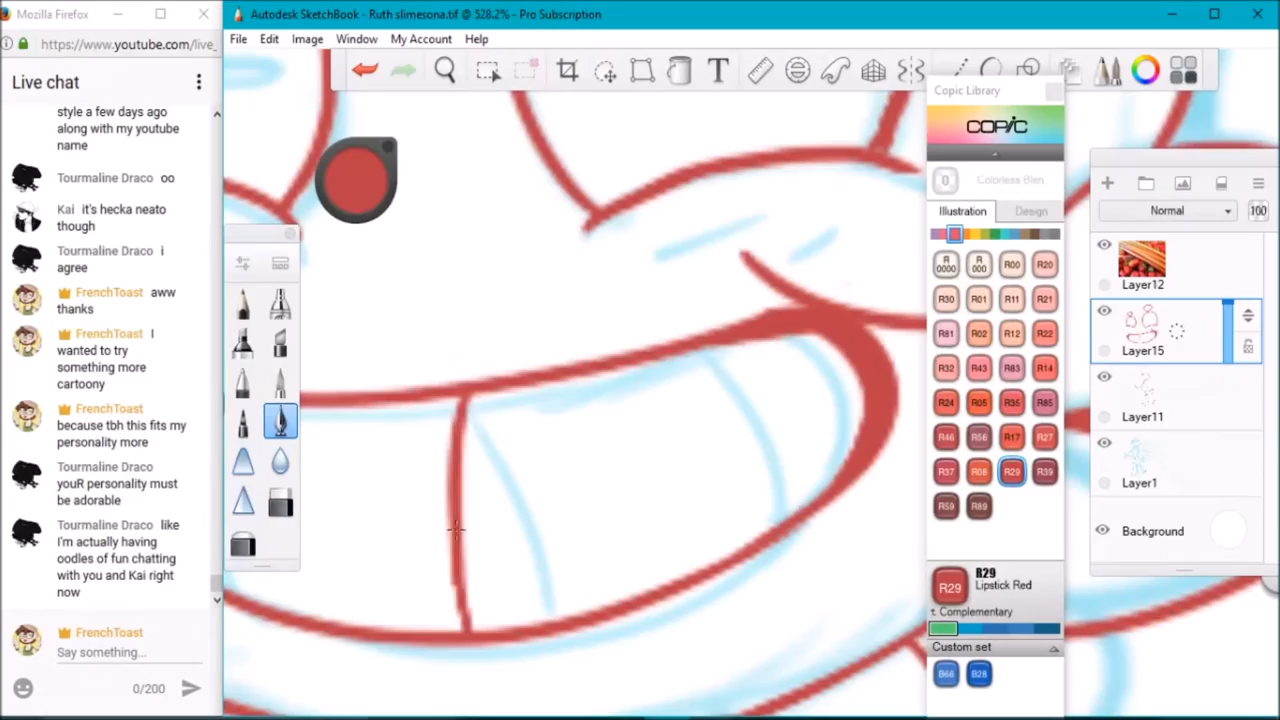 Mozilla Firefox
https://www.youtube.com/live_
Live chat
style a few days ago
along with my youtube
name
Tourmaline Draco oo
Kai it's hecka neato
though
Tourmaline Draco i
agree
FrenchToast aww
thanks
FrenchToast I
wanted to try
something more
cartoony
FrenchToast
because tbh this fits my
personality more
Tourmaline Draco
youR personality must
be adorable
Tourmaline Draco like
I'm actually having
oodles of fun chatting
with you and Kai right
now
FrenchToast
Say something...
0/200
Autodesk SketchBook - Ruth slimesona.tif @ 528.2% - Pro Subscription
File Edit Image Window My Account Help
T
Copic Library
COPIC
0 Colorless Blen
Illustration Design
R0000 R000 R00 R20
R30 R01 R11 R21
R81 R02 R12 R22
R32 R43 R83 R14
R24 R05 R35 R85
R46 R56 R17 R27
R37 R08 R29 R39
R59 R89
R29 R29
Lipstick Red
1. Complementary
Custom set
B66 B28
Normal 100
Layer12
Layer15
Layer11
Layer1
Background